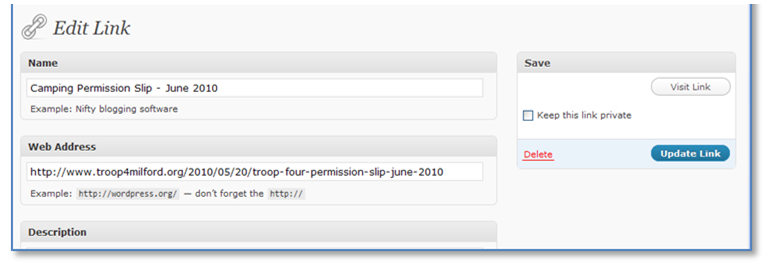 Edit Link
Name
Camping Permission Slip - June 2010
Example: Nifty blogging software
Web Address
http://www.troop4milford.org/2010/05/20/troop-four-permission-slip-june-2010
Example: http://wordpress.org/ — don’t forget the http://
Description
Save
Visit Link
Keep this link private
Delete
Update Link